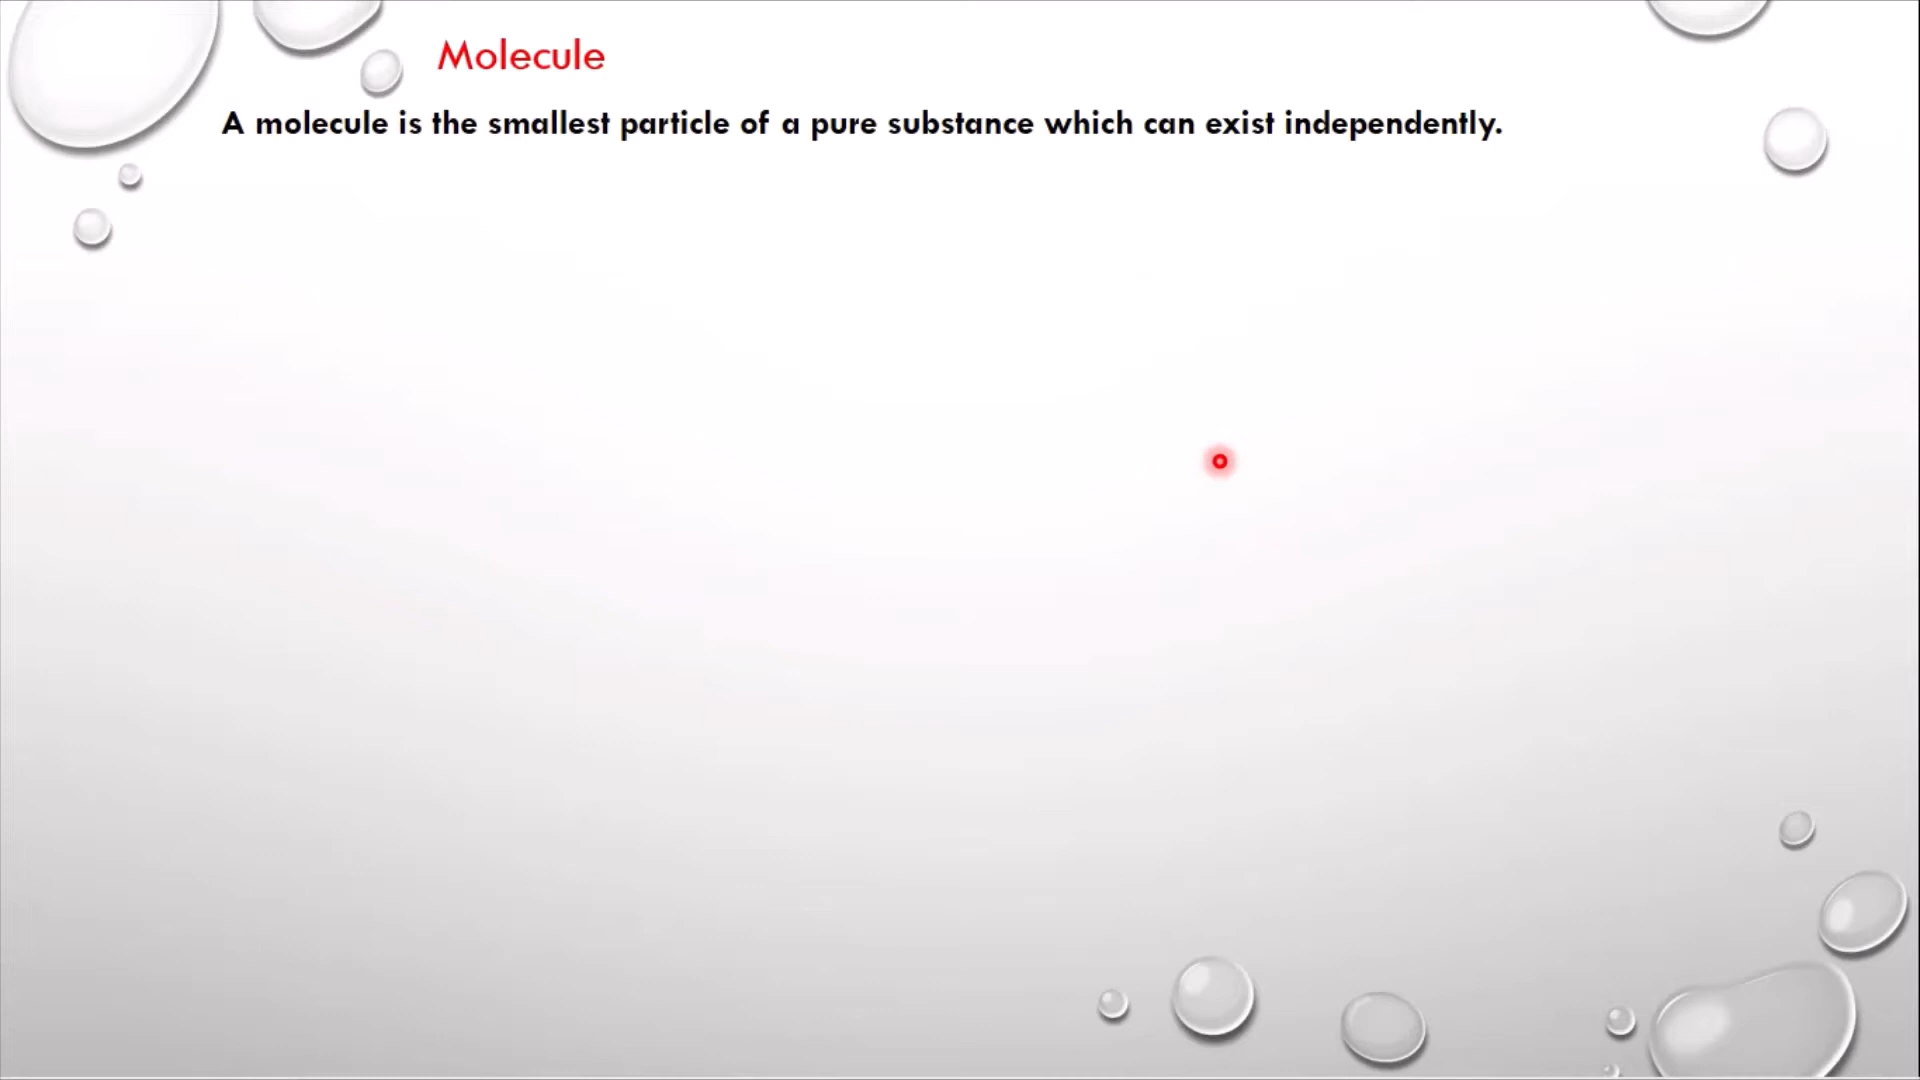 Molecule
A molecule is the smallest particle of a pure substance which can exist independently.